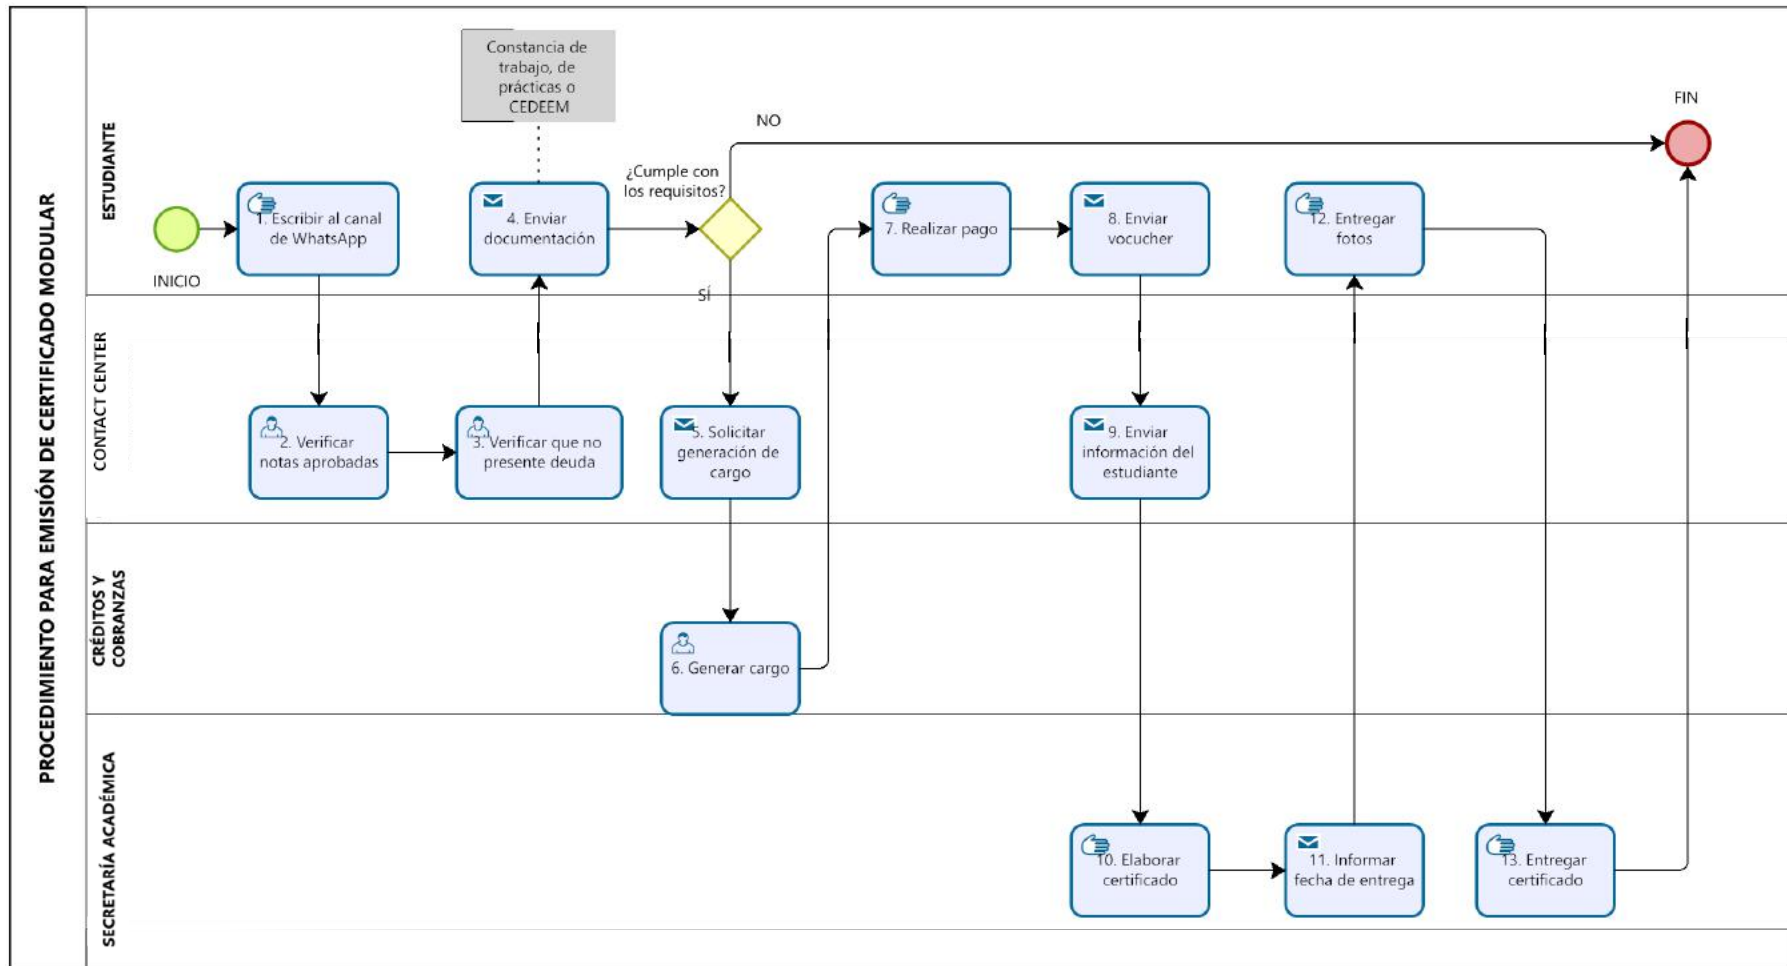 PROCEDIMIENTO PARA EMISIÓN DE CERTIFICADO MODULAR
ESTUDIANTE
INICIO
1. Escribir al canal
de WhatsApp
Constancia de
trabajo, de
prácticas o
CEDEEM
4. Enviar
documentación
¿Cumple con
los requisitos?
NO
SÍ
7. Realizar pago
8. Enviar
vocucher
12. Entregar
fotos
FIN
CONTACT CENTER
2. Verificar
notas aprobadas
3. Verificar que no
presente deuda
5. Solicitar
generación de
cargo
9. Enviar
información del
estudiante
CRÉDITOS Y
COBRANZAS
6. Generar cargo
SECRETARÍA ACADÉMICA
10. Elaborar
certificado
11. Informar
fecha de entrega
13. Entregar
certificado